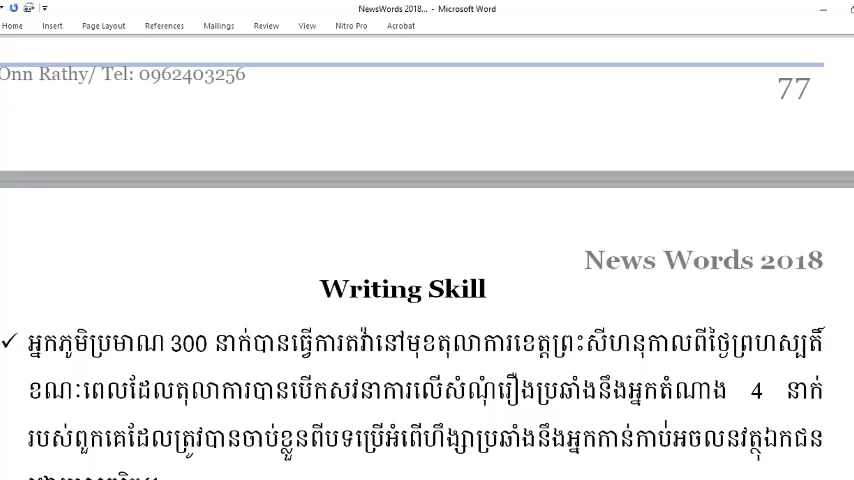 NewsWords 2018... - Microsoft Word
Home Insert Page Layout References Mailings Review View Nitro Pro Acrobat
Onn Rathy/ Tel: 0962403256
77
News Words 2018
Writing Skill
✓ អ្នកភូមិប្រមាណ 300 នាក់បានធ្វើការតវ៉ានៅមុខតុលាការខេត្តព្រះសីហនុកាលពីថ្ងៃព្រហស្បតិ៍
ខណៈពេលដែលតុលាការបានបើកសវនាការលើសំណុំរឿងប្រឆាំងនឹងអ្នកតំណាង 4 នាក់
របស់ពួកគេដែលត្រូវបានចាប់ខ្លួនពីបទប្រើអំពើហឹង្សាប្រឆាំងនឹងអ្នកកាន់កាប់អចលនវត្ថុឯកជន